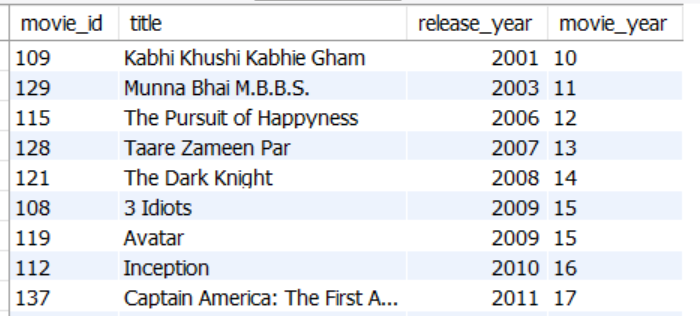 movie_id title release_year movie_year
109 Kabhi Khushi Kabhie Gham 2001 10
129 Munna Bhai M.B.B.S. 2003 11
115 The Pursuit of Happyness 2006 12
128 Taare Zameen Par 2007 13
121 The Dark Knight 2008 14
108 3 Idiots 2009 15
119 Avatar 2009 15
112 Inception 2010 16
137 Captain America: The First A... 2011 17